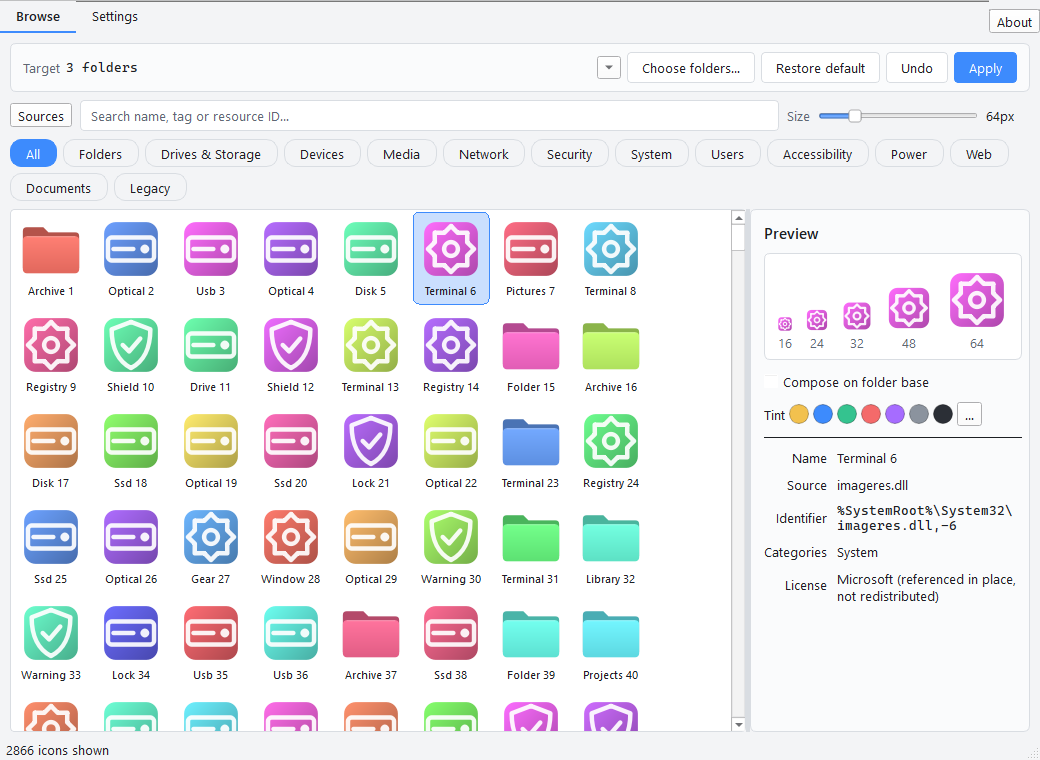 Browse Settings
About
Target 3 folders Choose folders... Restore default Undo Apply
Sources Search name, tag or resource ID... Size 64px
All Folders Drives & Storage Devices Media Network Security System Users Accessibility Power Web
Documents Legacy
Archive 1 Optical 2 Usb 3 Optical 4 Disk 5 Terminal 6 Pictures 7 Terminal 8
Registry 9 Shield 10 Drive 11 Shield 12 Terminal 13 Registry 14 Folder 15 Archive 16
Disk 17 Ssd 18 Optical 19 Ssd 20 Lock 21 Optical 22 Terminal 23 Registry 24
Ssd 25 Optical 26 Gear 27 Window 28 Optical 29 Warning 30 Terminal 31 Library 32
Warning 33 Lock 34 Usb 35 Usb 36 Archive 37 Ssd 38 Folder 39 Projects 40
Preview
16 24 32 48 64
Compose on folder base
Tint ...
Name Terminal 6
Source imageres.dll
Identifier %SystemRoot%\System32\
imageres.dll,-6
Categories System
License Microsoft (referenced in place,
not redistributed)
2866 icons shown